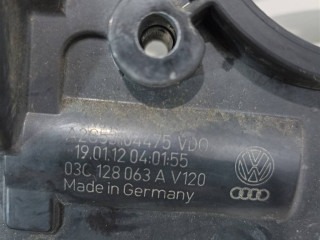 VDO
19.01.12 04:01:55
03C 128 063 A V120
Made in Germany